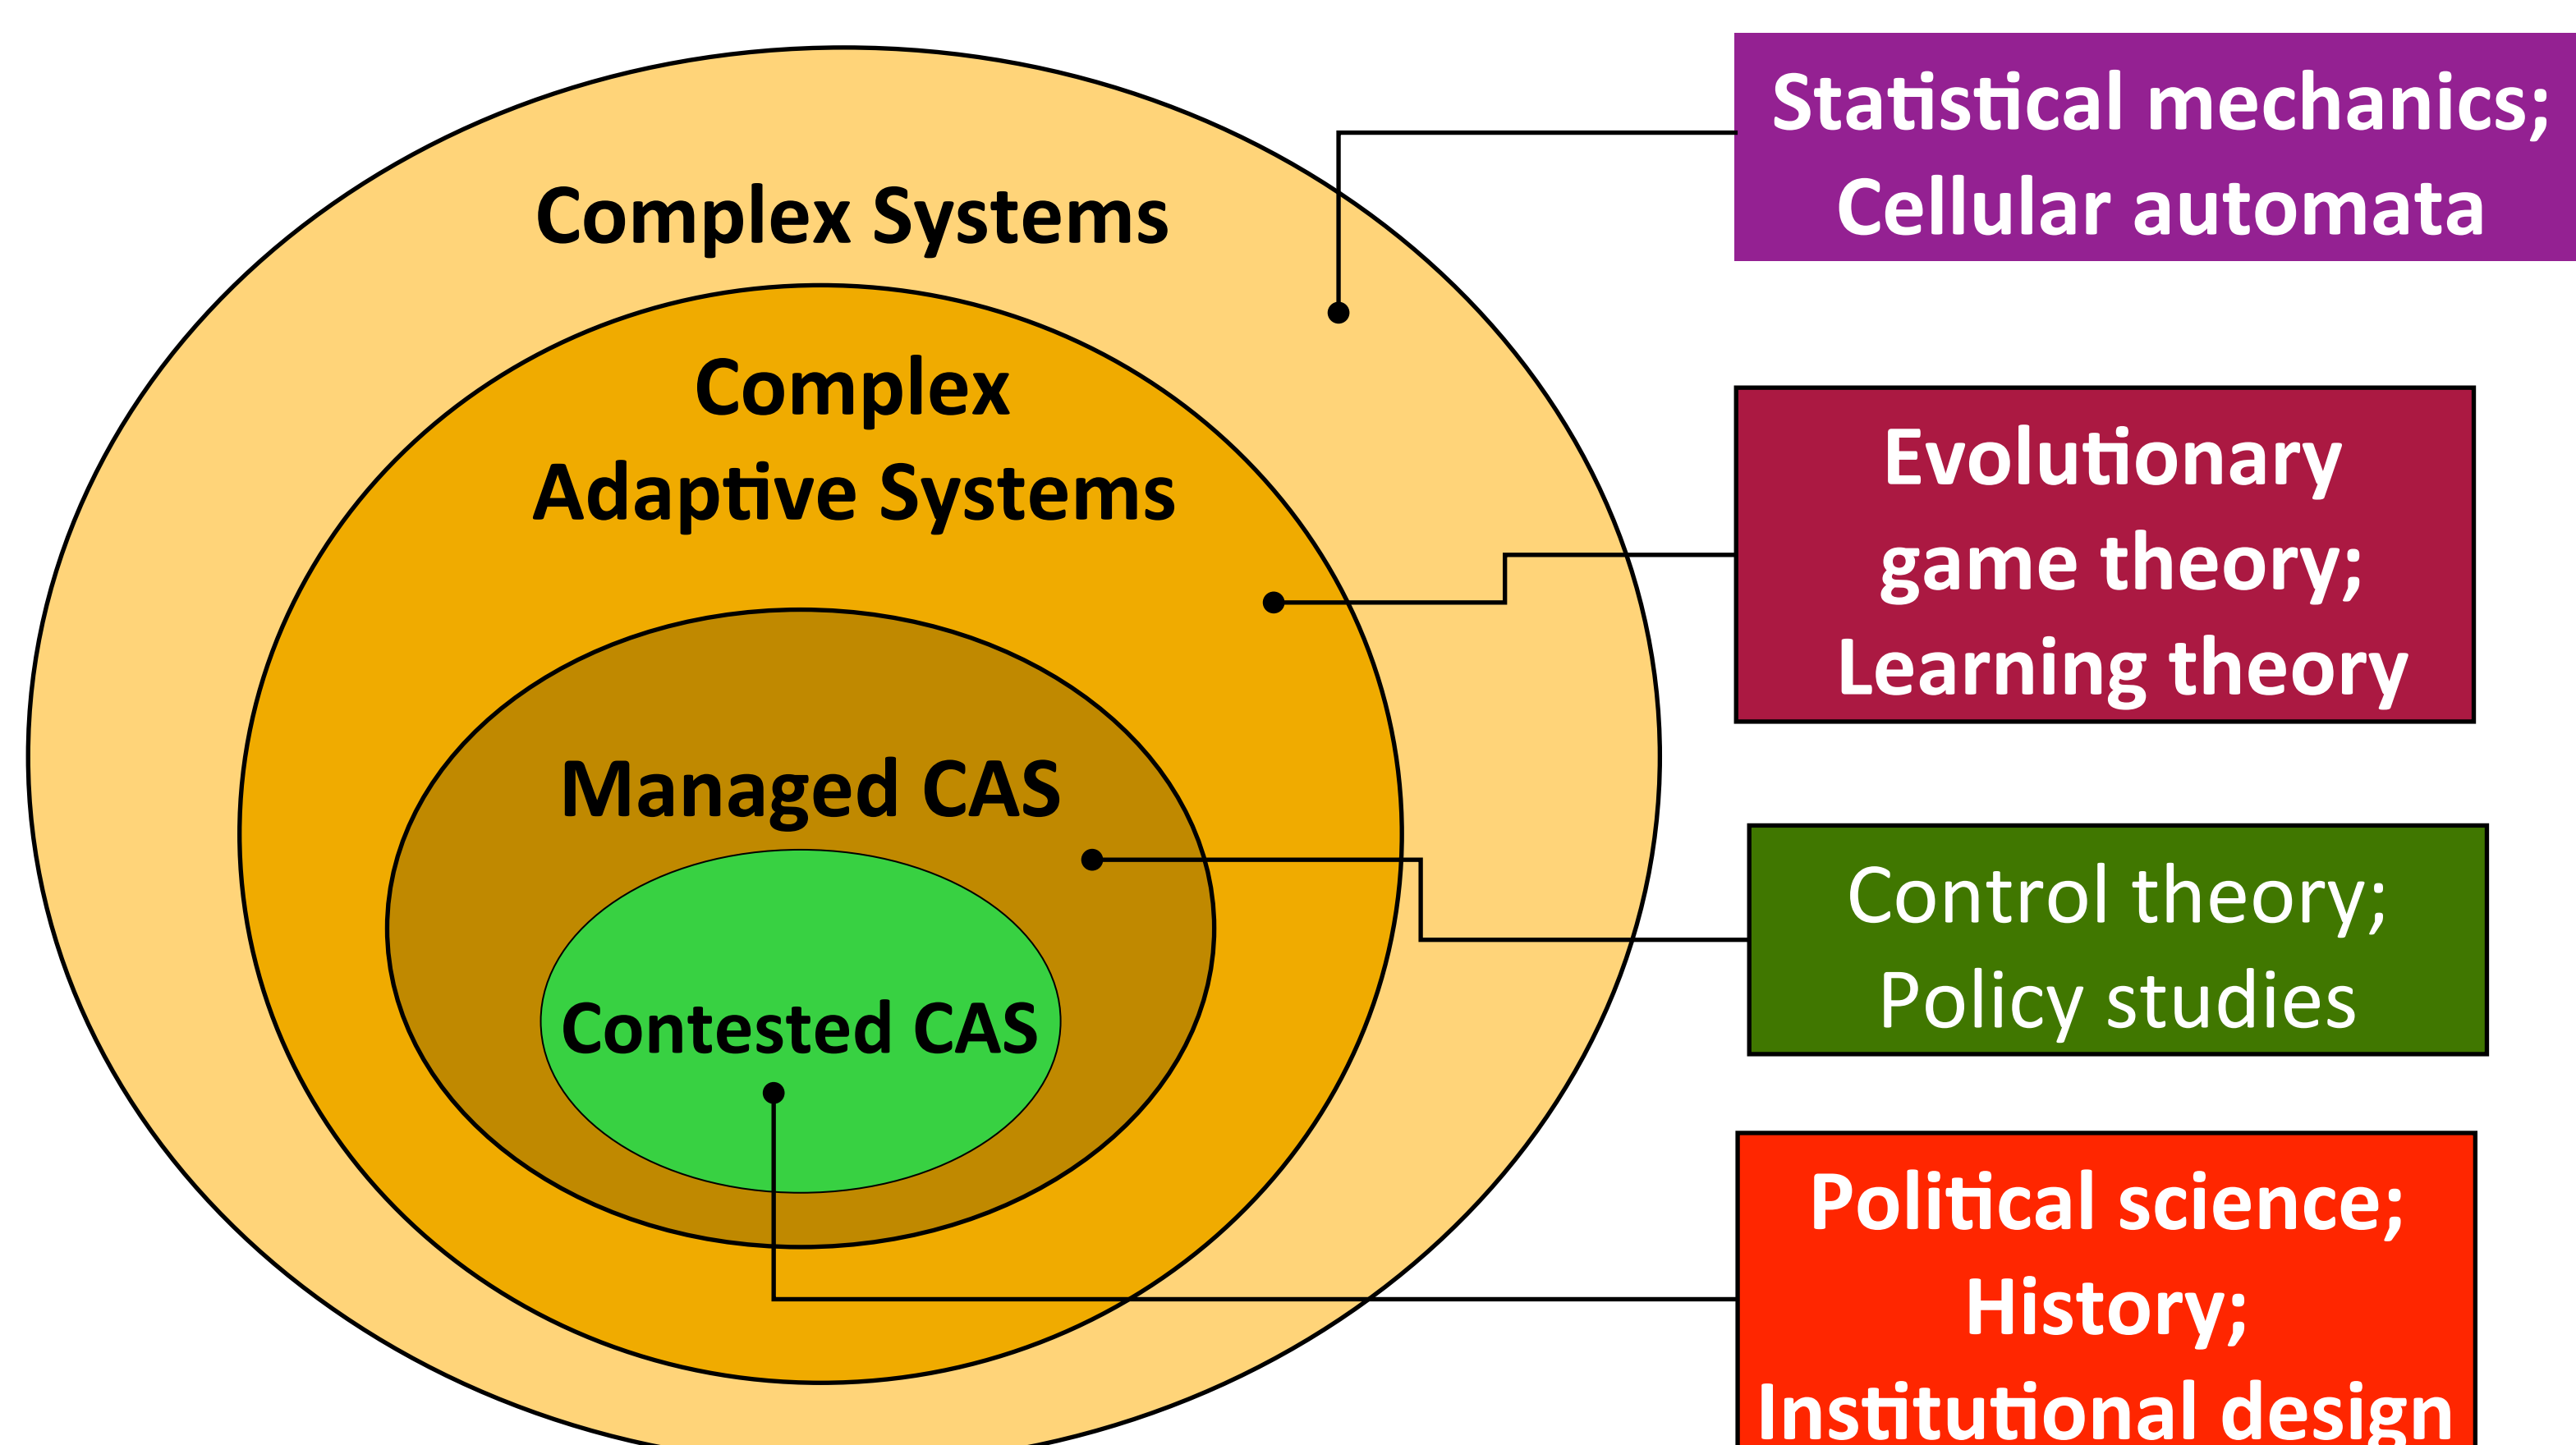 Complex Systems
Complex
Adaptive Systems
Managed CAS
Contested CAS
Statistical mechanics;
Cellular automata
Evolutionary
game theory;
Learning theory
Control theory;
Policy studies
Political science;
History;
Institutional design